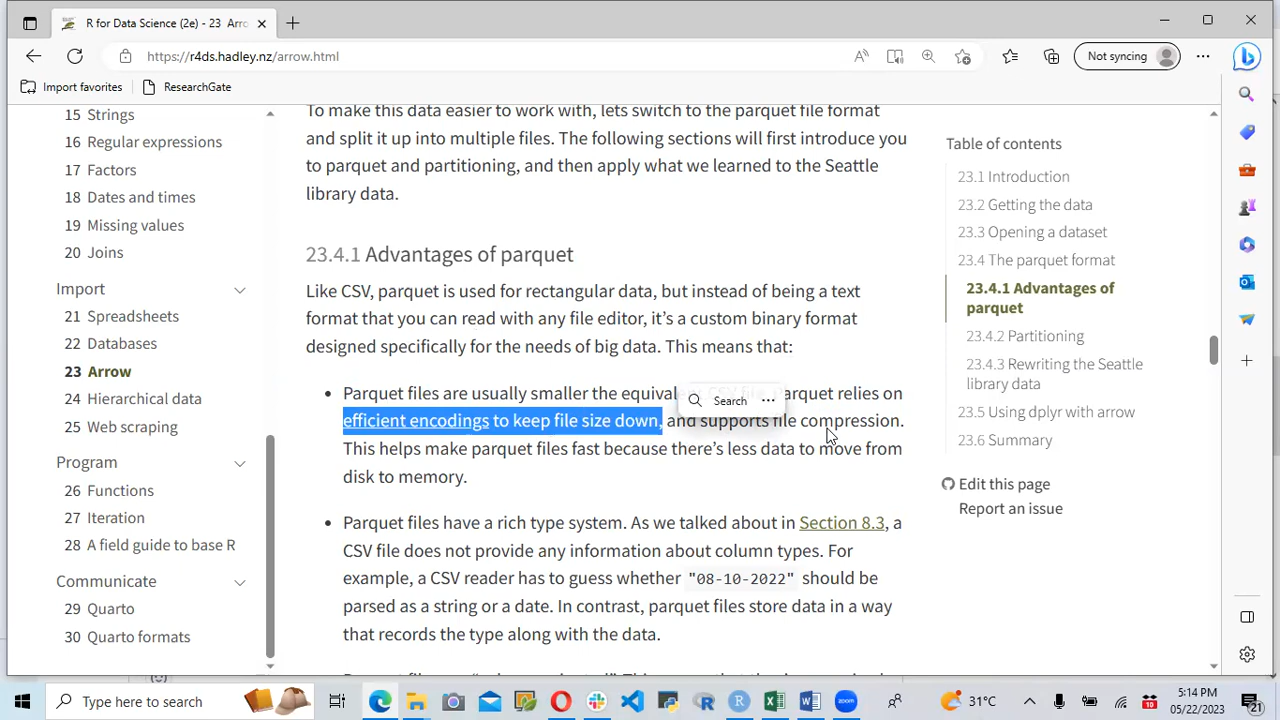 R for Data Science (2e) - 23 Arro
https://r4ds.hadley.nz/arrow.html
Not syncing
Import favorites
ResearchGate
15 Strings
16 Regular expressions
17 Factors
18 Dates and times
19 Missing values
20 Joins
Import
21 Spreadsheets
22 Databases
23 Arrow
24 Hierarchical data
25 Web scraping
Program
26 Functions
27 Iteration
28 A field guide to base R
Communicate
29 Quarto
30 Quarto formats
To make this data easier to work with, lets switch to the parquet file format
and split it up into multiple files. The following sections will first introduce you
to parquet and partitioning, and then apply what we learned to the Seattle
library data.
23.4.1 Advantages of parquet
Like CSV, parquet is used for rectangular data, but instead of being a text
format that you can read with any file editor, it’s a custom binary format
designed specifically for the needs of big data. This means that:
Parquet files are usually smaller the equivalent CSV file. Parquet relies on
Search
efficient encodings to keep file size down, and supports file compression.
This helps make parquet files fast because there’s less data to move from
disk to memory.
Parquet files have a rich type system. As we talked about in Section 8.3, a
CSV file does not provide any information about column types. For
example, a CSV reader has to guess whether "08-10-2022" should be
parsed as a string or a date. In contrast, parquet files store data in a way
that records the type along with the data.
Table of contents
23.1 Introduction
23.2 Getting the data
23.3 Opening a dataset
23.4 The parquet format
23.4.1 Advantages of
parquet
23.4.2 Partitioning
23.4.3 Rewriting the Seattle
library data
23.5 Using dplyr with arrow
23.6 Summary
Edit this page
Report an issue
Type here to search
31°C
5:14 PM
05/22/2023
21